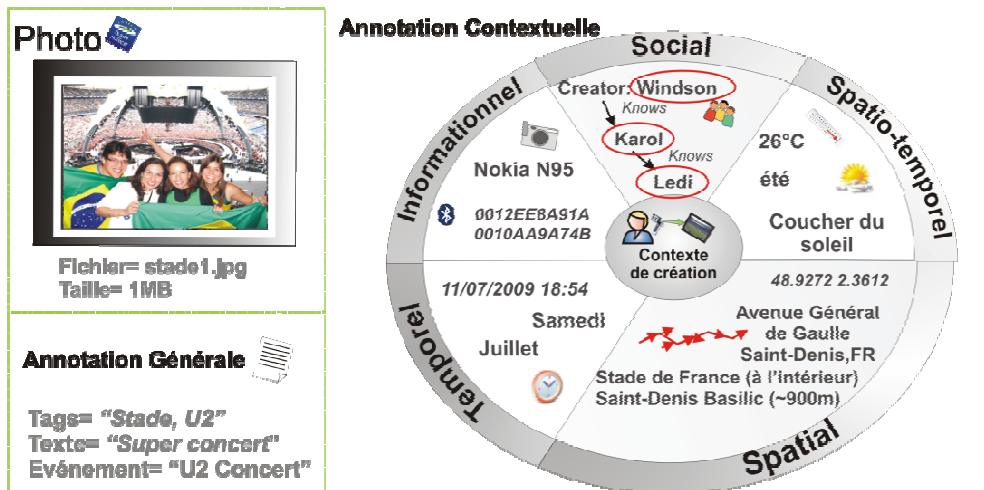 Photo
Fichier= stade1.jpg
Taille= 1MB
Annotation Générale
Tags= “Stade, U2”
Texte= “Super concert”
Evénement= “U2 Concert”
Annotation Contextuelle
Social
Creator: Windson
Knows
Karol
Knows
Ledi
Spatio-temporel
26°C
été
Coucher du
soleil
Informationnel
Nokia N95
0012EE8A91A
0010AA9A74B
Contexte
de création
Temporel
11/07/2009 18:54
Samedi
Juillet
Spatial
48.9272 2.3612
Avenue Général
de Gaulle
Saint-Denis,FR
Stade de France (à l’intérieur)
Saint-Denis Basilic (~900m)